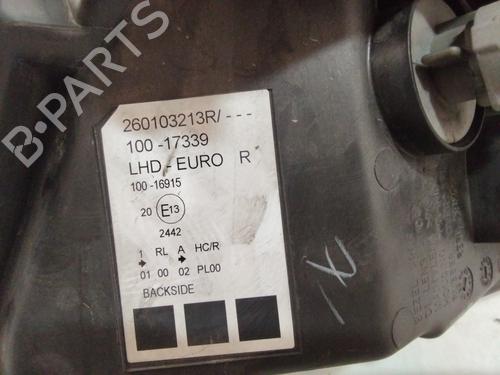 B-PARTS
260103213R/ - - -
100 -17339
LHD - EURO R
100 -16915
20 E13
2442
1 RL A HC/R
01 00 02 PL00
BACKSIDE